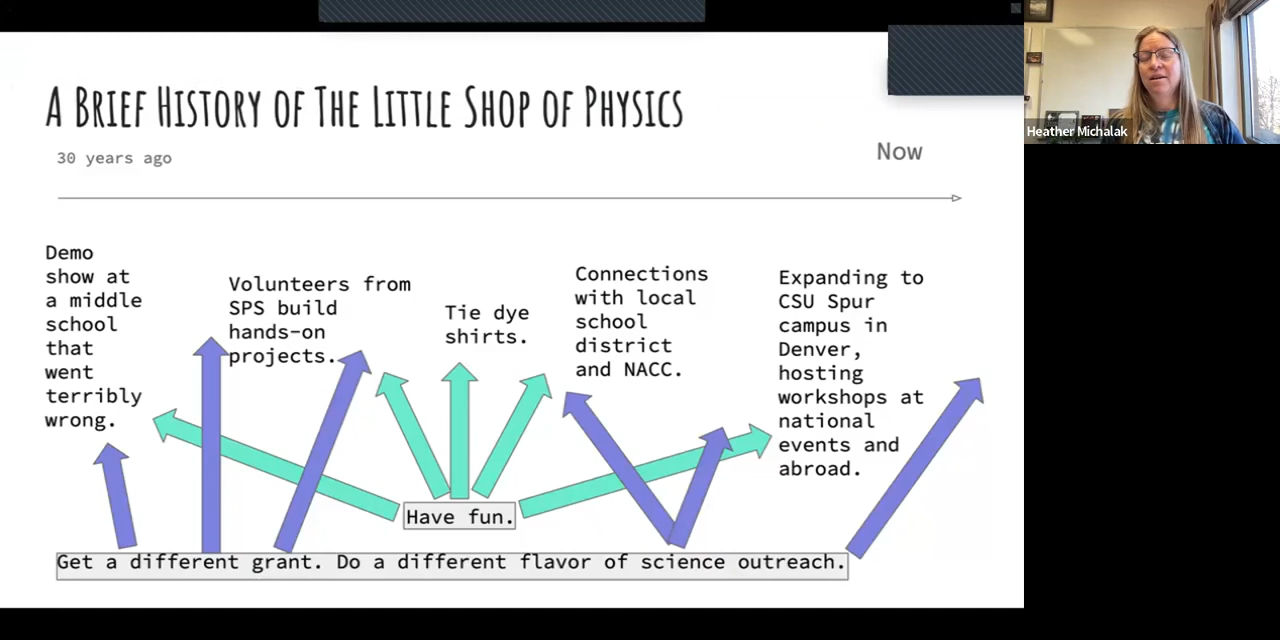 A Brief History of The Little Shop of Physics
30 years ago
Now
Demo
show at
a middle
school
that
went
terribly
wrong.
Volunteers from
SPS build
hands-on
projects.
Tie dye
shirts.
Connections
with local
school
district
and NACC.
Expanding to
CSU Spur
campus in
Denver,
hosting
workshops at
national
events and
abroad.
Have fun.
Get a different grant. Do a different flavor of science outreach.
Heather Michalak